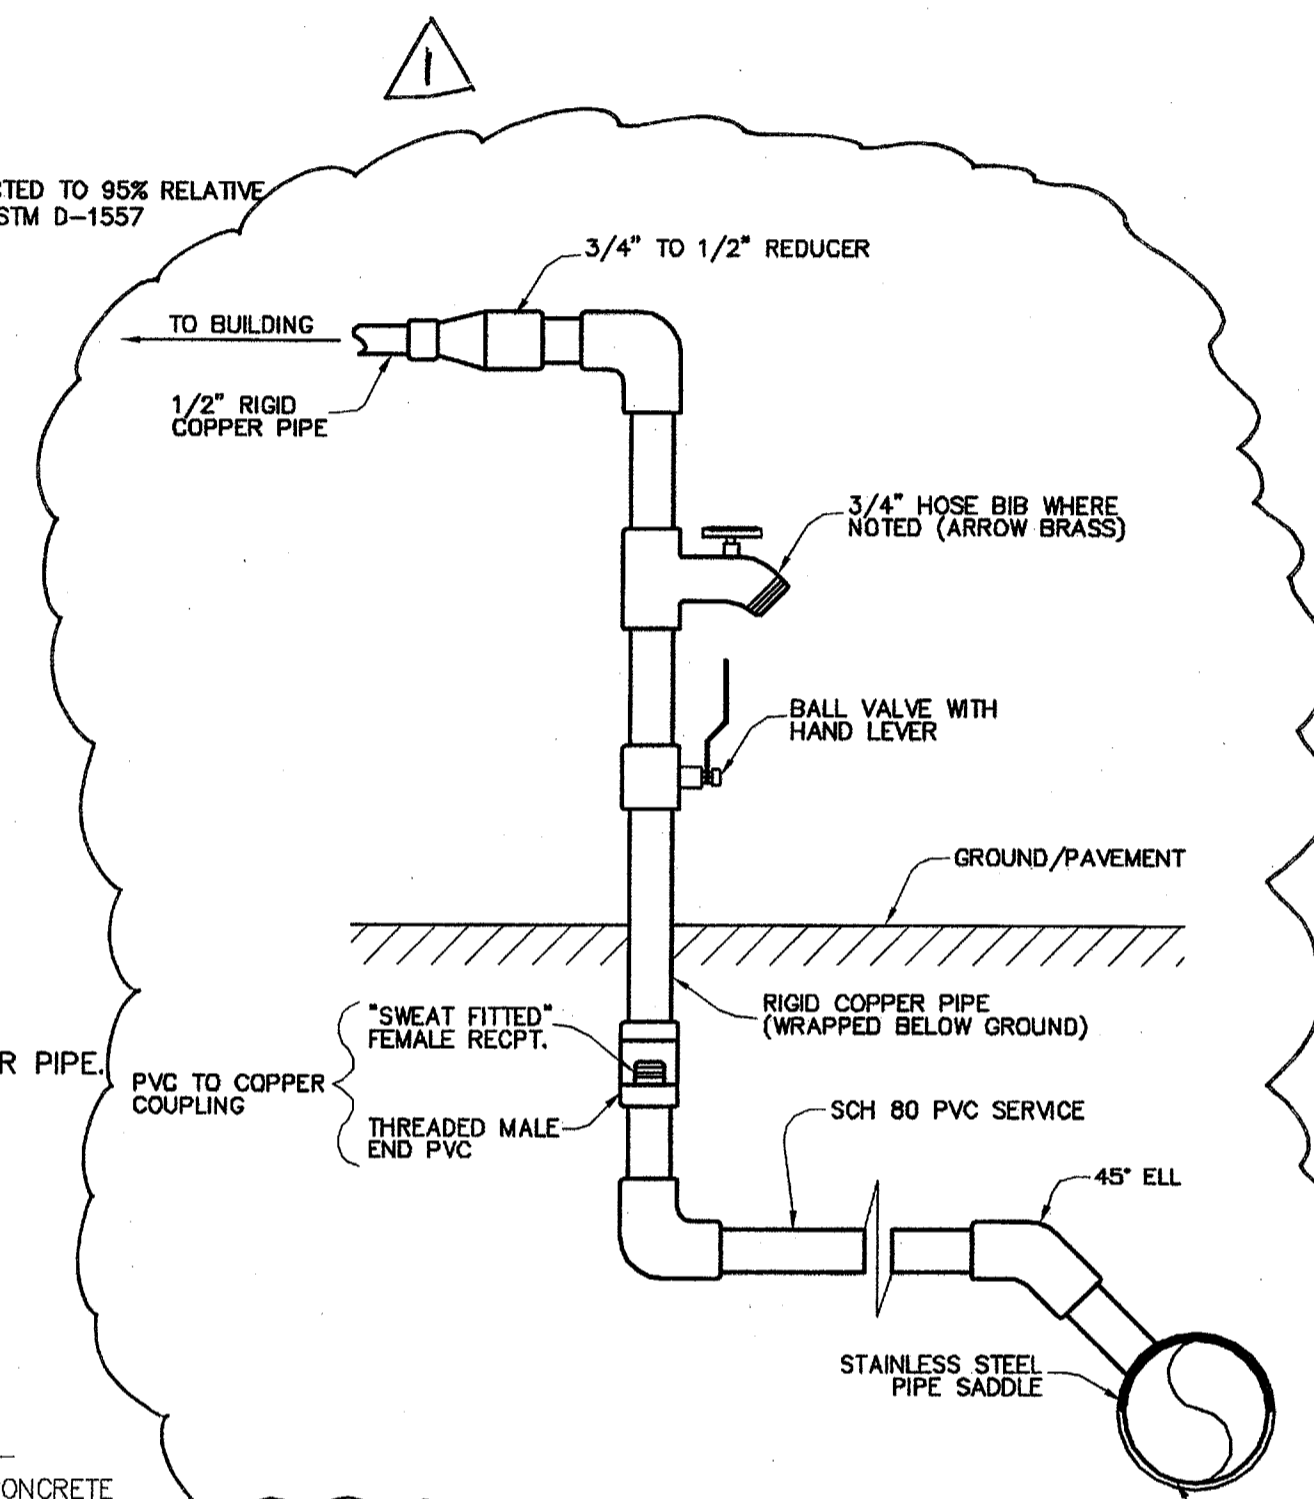 1
CTED TO 95% RELATIVE
STM D-1557
3/4" TO 1/2" REDUCER
TO BUILDING
1/2" RIGID
COPPER PIPE
3/4" HOSE BIB WHERE
NOTED (ARROW BRASS)
BALL VALVE WITH
HAND LEVER
GROUND/PAVEMENT
RIGID COPPER PIPE
(WRAPPED BELOW GROUND)
"SWEAT FITTED"
FEMALE RECPT.
R PIPE.
PVC TO COPPER
COUPLING
THREADED MALE
END PVC
SCH 80 PVC SERVICE
45° ELL
STAINLESS STEEL
PIPE SADDLE
ONCRETE